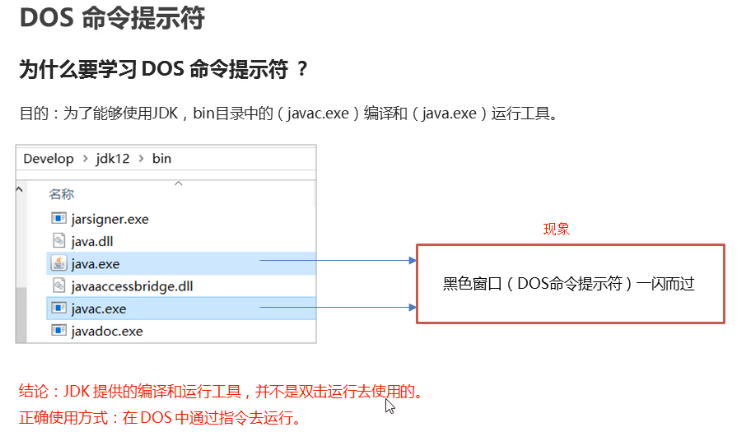 DOS 命令提示符
为什么要学习 DOS 命令提示符 ？
目的：为了能够使用JDK，bin目录中的（javac.exe）编译和（java.exe）运行工具。
Develop > jdk12 > bin
名称
jarsigner.exe
java.dll
java.exe
javaaccessbridge.dll
javac.exe
javadoc.exe
现象
黑色窗口（DOS命令提示符）一闪而过
结论：JDK 提供的编译和运行工具，并不是双击运行去使用的。
正确使用方式：在 DOS 中通过指令去运行。